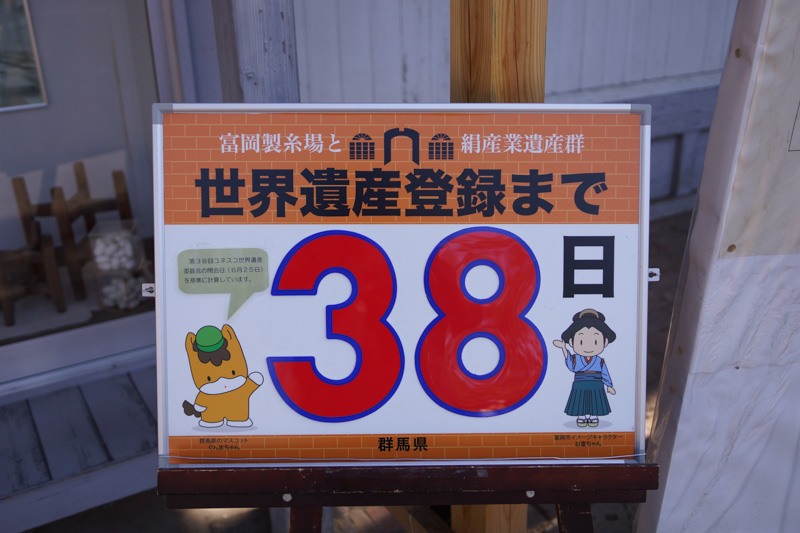 富岡製糸場と 絹産業遺産群
世界遺産登録まで
第38回ユネスコ世界遺産
委員会の閉会日（6月25日）
を基準に計算しています。
38日
群馬県のマスコット
ぐんまちゃん
群馬県
富岡市イメージキャラクター
お富ちゃん